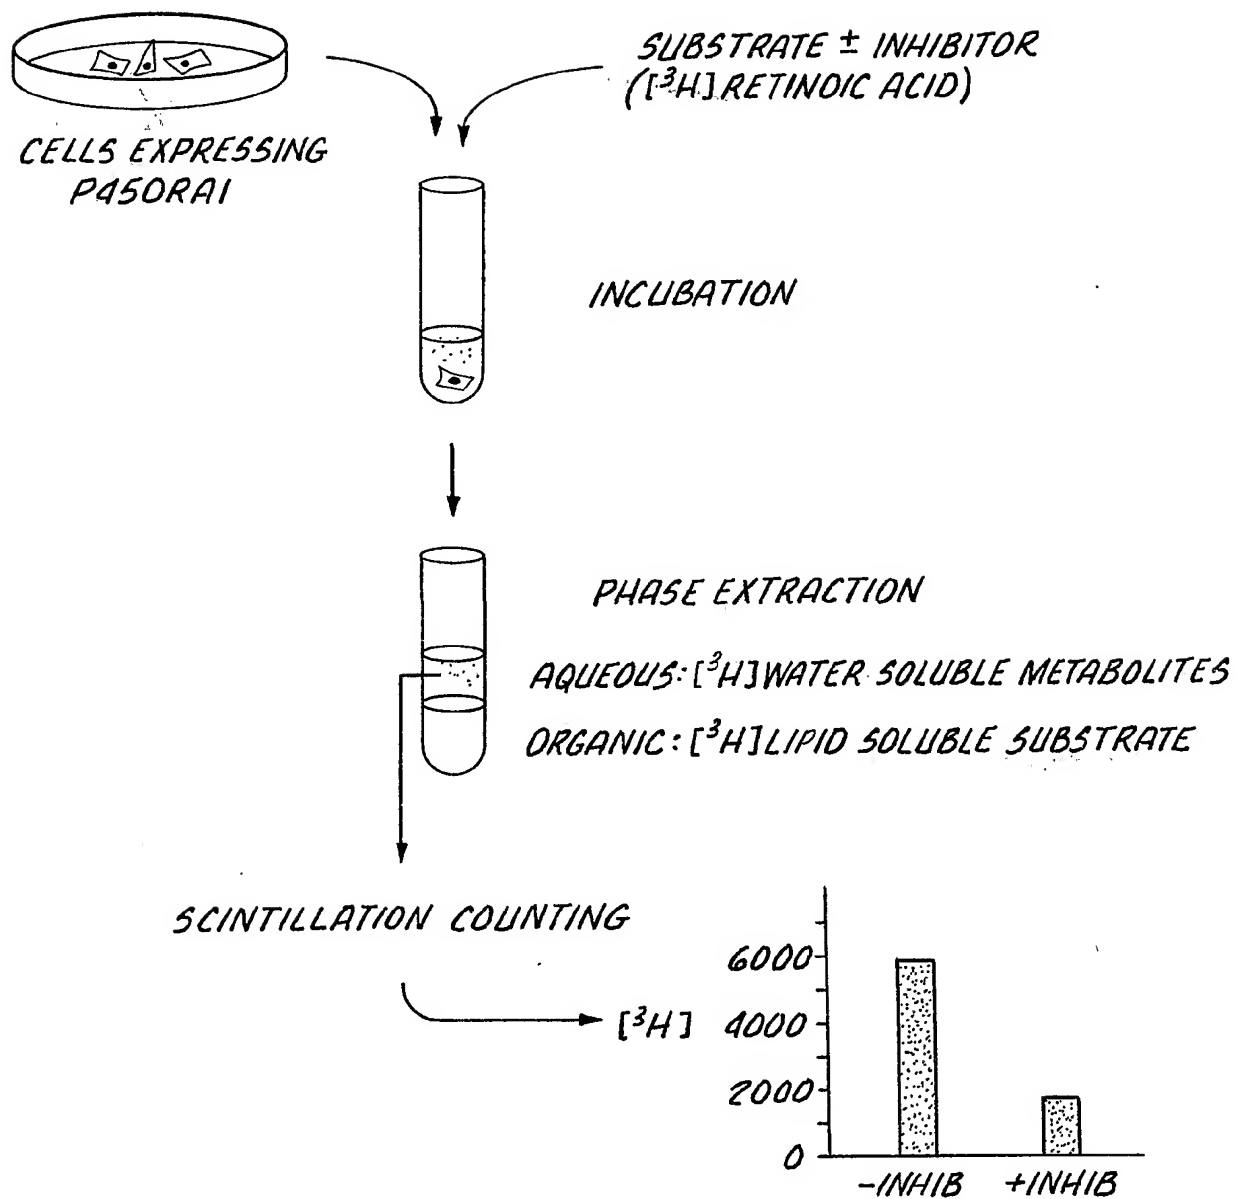 SUBSTRATE ± INHIBITOR
([³H] RETINOIC ACID)
CELLS EXPRESSING
P450RAI
INCUBATION
PHASE EXTRACTION
AQUEOUS: [³H] WATER SOLUBLE METABOLITES
ORGANIC: [³H] LIPID SOLUBLE SUBSTRATE
SCINTILLATION COUNTING
[³H]
6000
4000
2000
0
-INHIB +INHIB